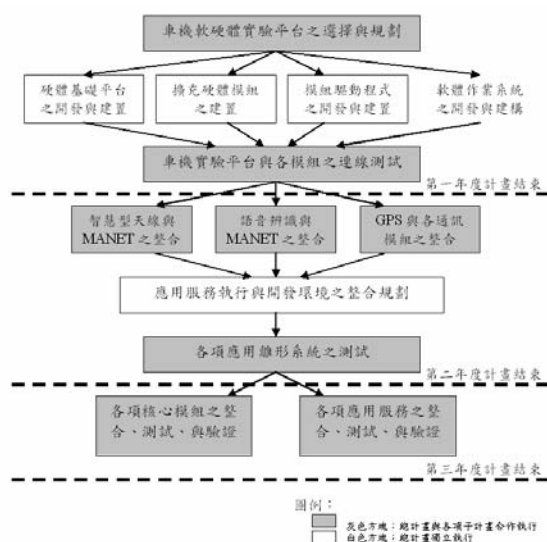 車機軟硬體實驗平台之選擇與規劃
硬體基礎平台
之開發與建置
擴充硬體模組
之建置
模組驅動程式
之開發與建置
軟體作業系統
之開發與建構
車機實驗平台與各模組之連線測試
第一年度計畫結束
智慧型天線與
MANET之整合
語音辨識與
MANET之整合
GPS與各通訊
模組之整合
應用服務執行與開發環境之整合規劃
各項應用雛形系統之測試
第二年度計畫結束
各項核心模組之整
合、測試、與驗證
各項應用服務之整
合、測試、與驗證
第三年度計畫結束
圖例：
灰色方塊：總計畫與各項子計畫合作執行
白色方塊：總計畫獨立執行